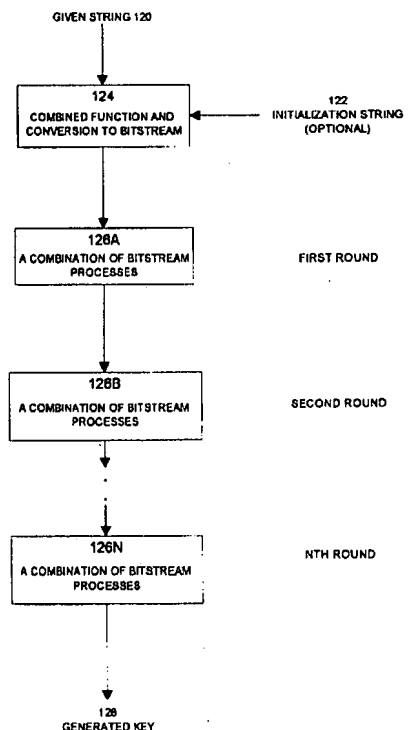 GIVEN STRING 120
124
COMBINED FUNCTION AND
CONVERSION TO BITSTREAM
122
INITIALIZATION STRING
(OPTIONAL)
126A
A COMBINATION OF BITSTREAM
PROCESSES
FIRST ROUND
126B
A COMBINATION OF BITSTREAM
PROCESSES
SECOND ROUND
126N
A COMBINATION OF BITSTREAM
PROCESSES
NTH ROUND
128
GENERATED KEY